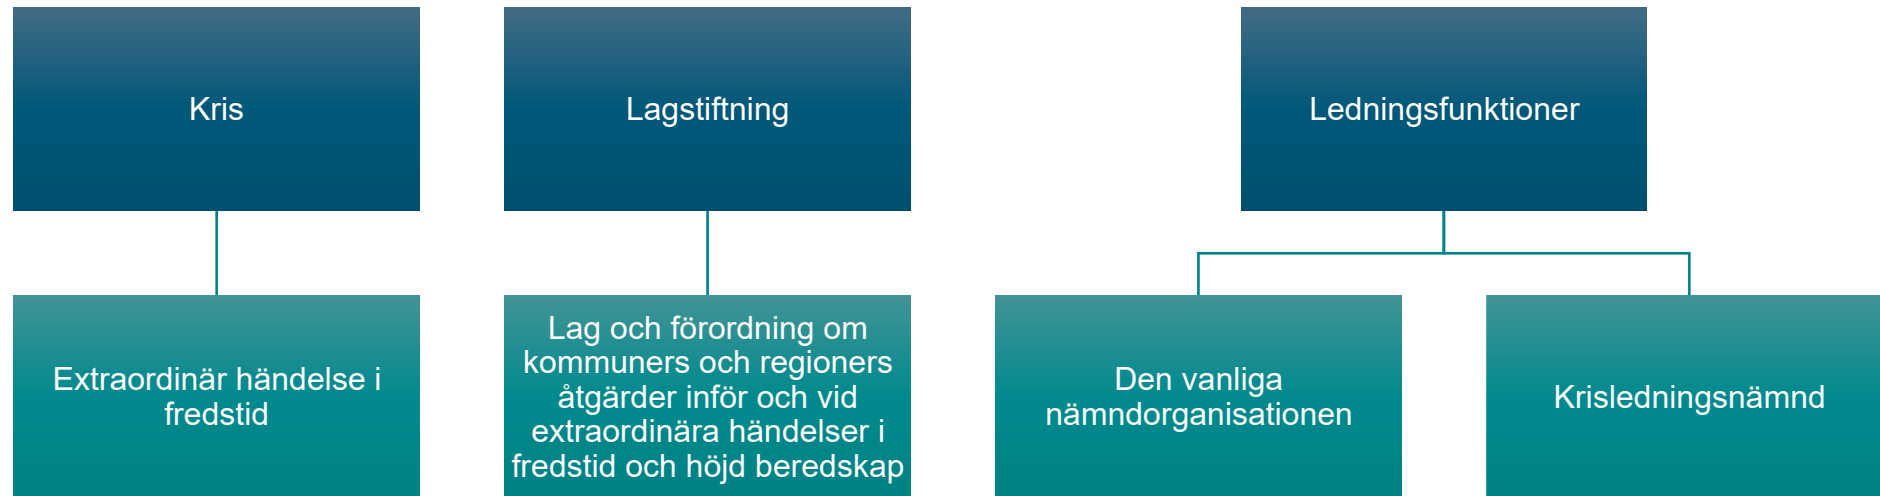 Kris
Lagstiftning
Ledningsfunktioner
Extraordinär händelse i
fredstid
Lag och förordning om
kommuners och regioners
åtgärder inför och vid
extraordinära händelser i
fredstid och höjd beredskap
Den vanliga
nämndorganisationen
Krisledningsnämnd